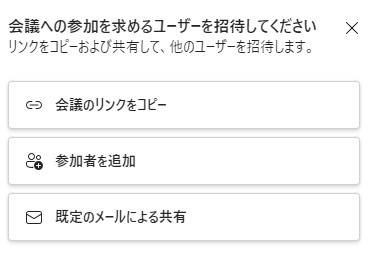 会議への参加を求めるユーザーを招待してください
リンクをコピーおよび共有して、他のユーザーを招待します。
会議のリンクをコピー
参加者を追加
既定のメールによる共有